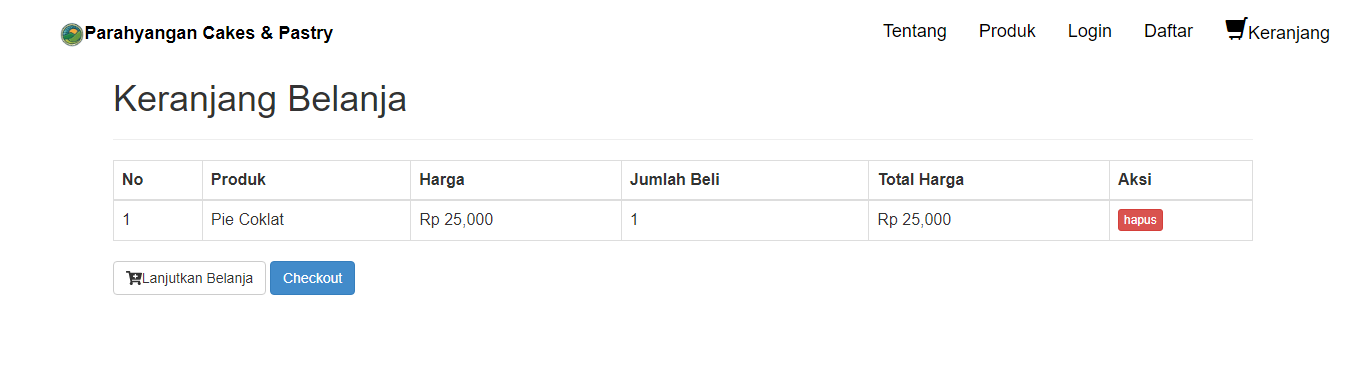 Parahyangan Cakes & Pastry Tentang Produk Login Daftar Keranjang
Keranjang Belanja
No Produk Harga Jumlah Beli Total Harga Aksi
1 Pie Coklat Rp 25,000 1 Rp 25,000 hapus
Lanjutkan Belanja Checkout